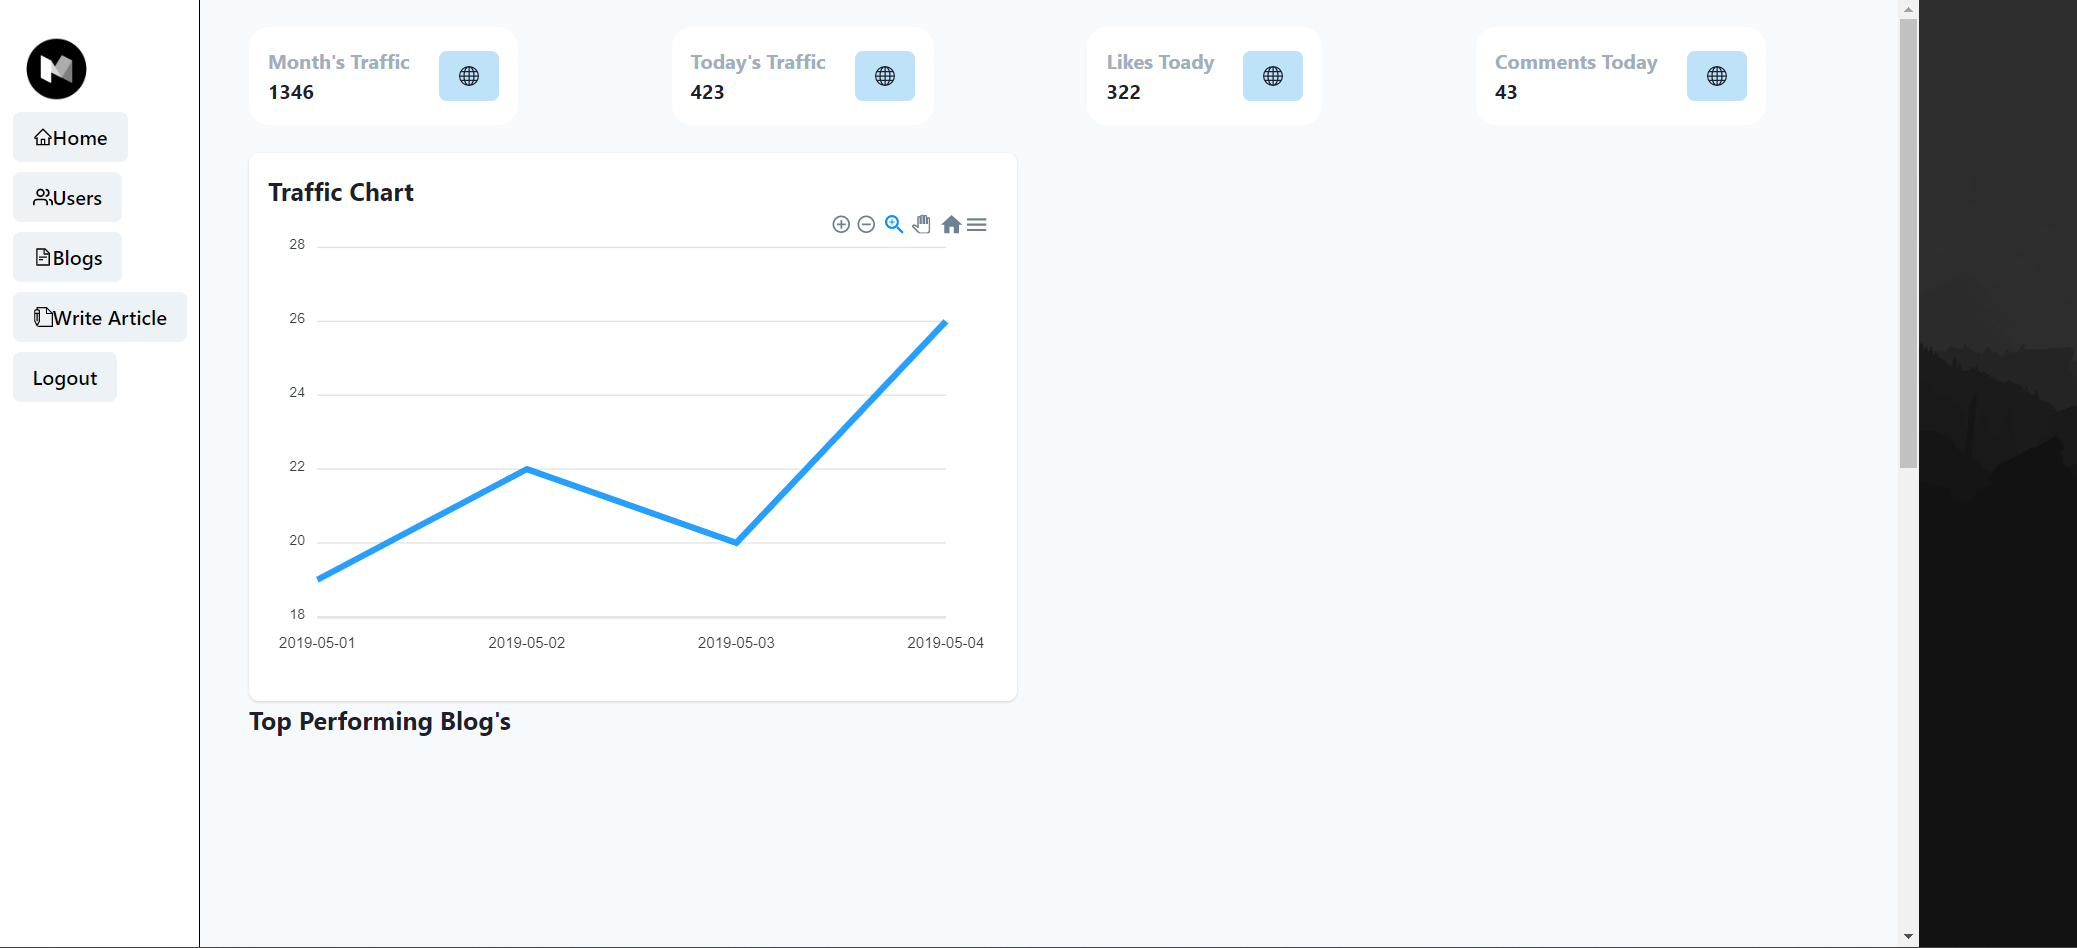 Month's Traffic
1346
Today's Traffic
423
Likes Toady
322
Comments Today
43
Home
Users
Blogs
Write Article
Logout
Traffic Chart
28
26
24
22
20
18
2019-05-01
2019-05-02
2019-05-03
2019-05-04
Top Performing Blog's